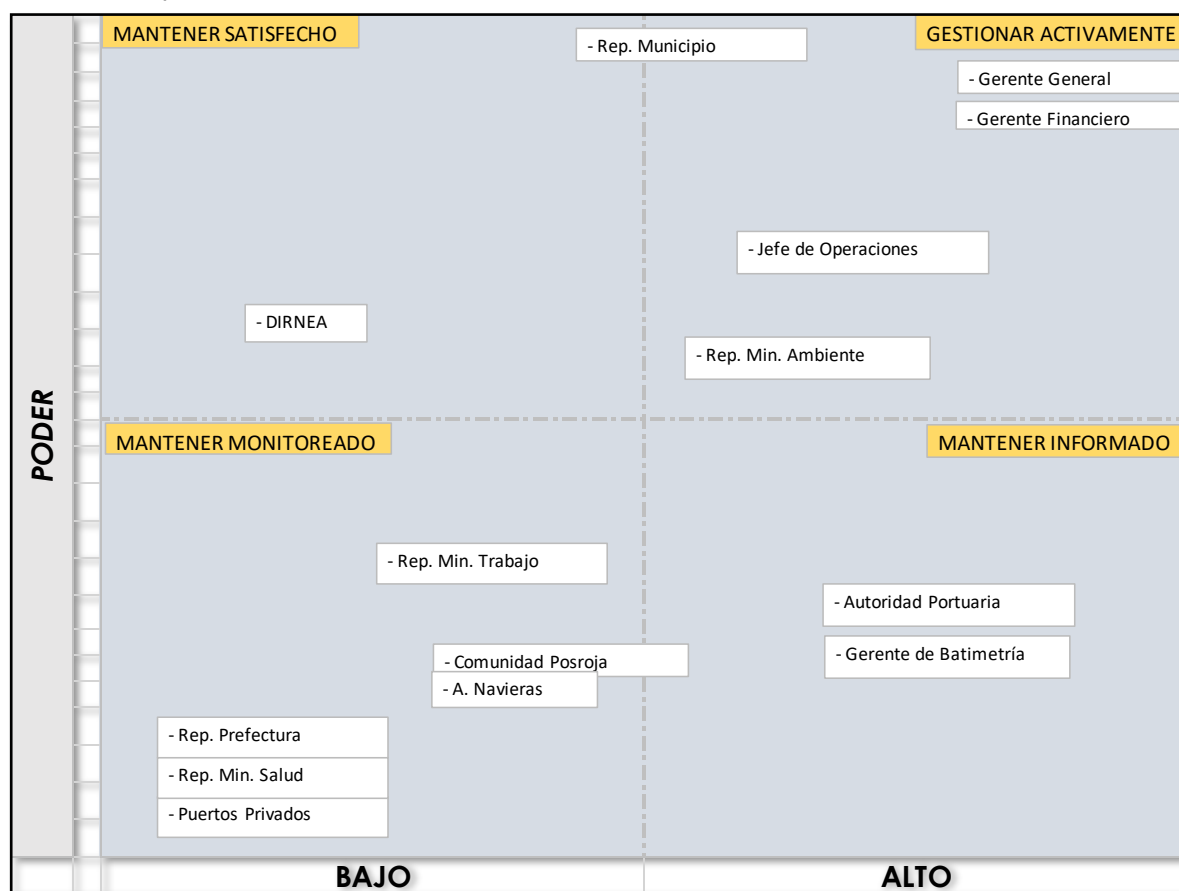 MANTENER SATISFECHO
- Rep. Municipio
GESTIONAR ACTIVAMENTE
- Gerente General
- Gerente Financiero
- Jefe de Operaciones
- DIRNEA
- Rep. Min. Ambiente
PODER
MANTENER MONITOREADO
MANTENER INFORMADO
- Rep. Min. Trabajo
- Autoridad Portuaria
- Comunidad Posroja
- Gerente de Batimetría
- A. Navieras
- Rep. Prefectura
- Rep. Min. Salud
- Puertos Privados
BAJO
ALTO